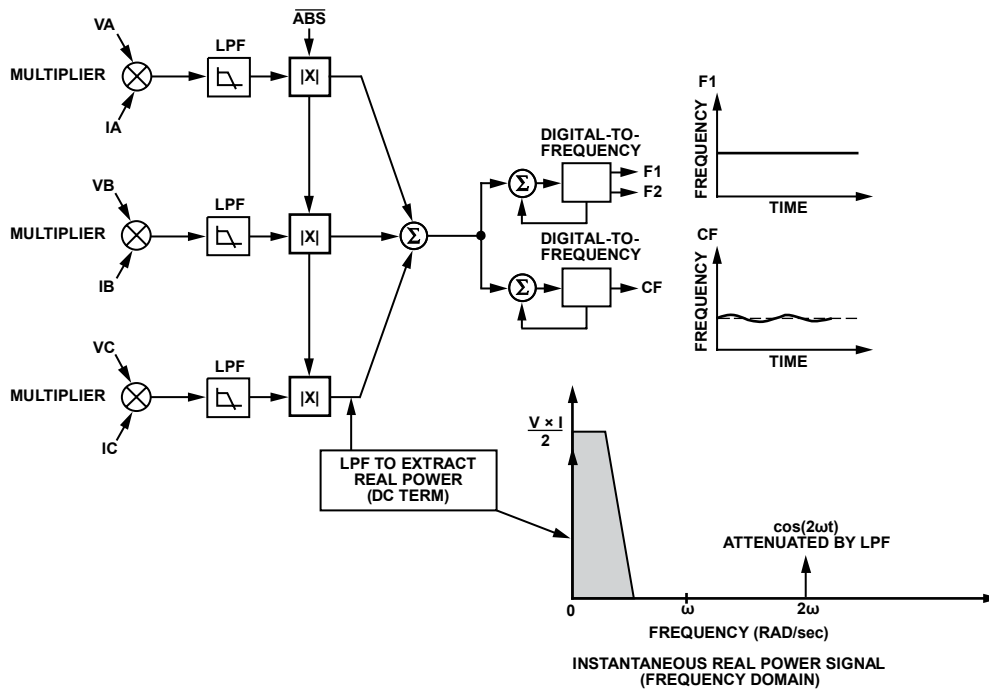 VA
ABS
LPF
MULTIPLIER
|X|
IA
F1
FREQUENCY
TIME
DIGITAL-TO-
FREQUENCY
Σ
F1
F2
VB
LPF
MULTIPLIER
|X|
Σ
IB
DIGITAL-TO-
FREQUENCY
Σ
CF
CF
FREQUENCY
TIME
VC
LPF
MULTIPLIER
|X|
IC
LPF TO EXTRACT
REAL POWER
(DC TERM)
V × I
2
cos(2ωt)
ATTENUATED BY LPF
0
ω
2ω
FREQUENCY (RAD/sec)
INSTANTANEOUS REAL POWER SIGNAL
(FREQUENCY DOMAIN)